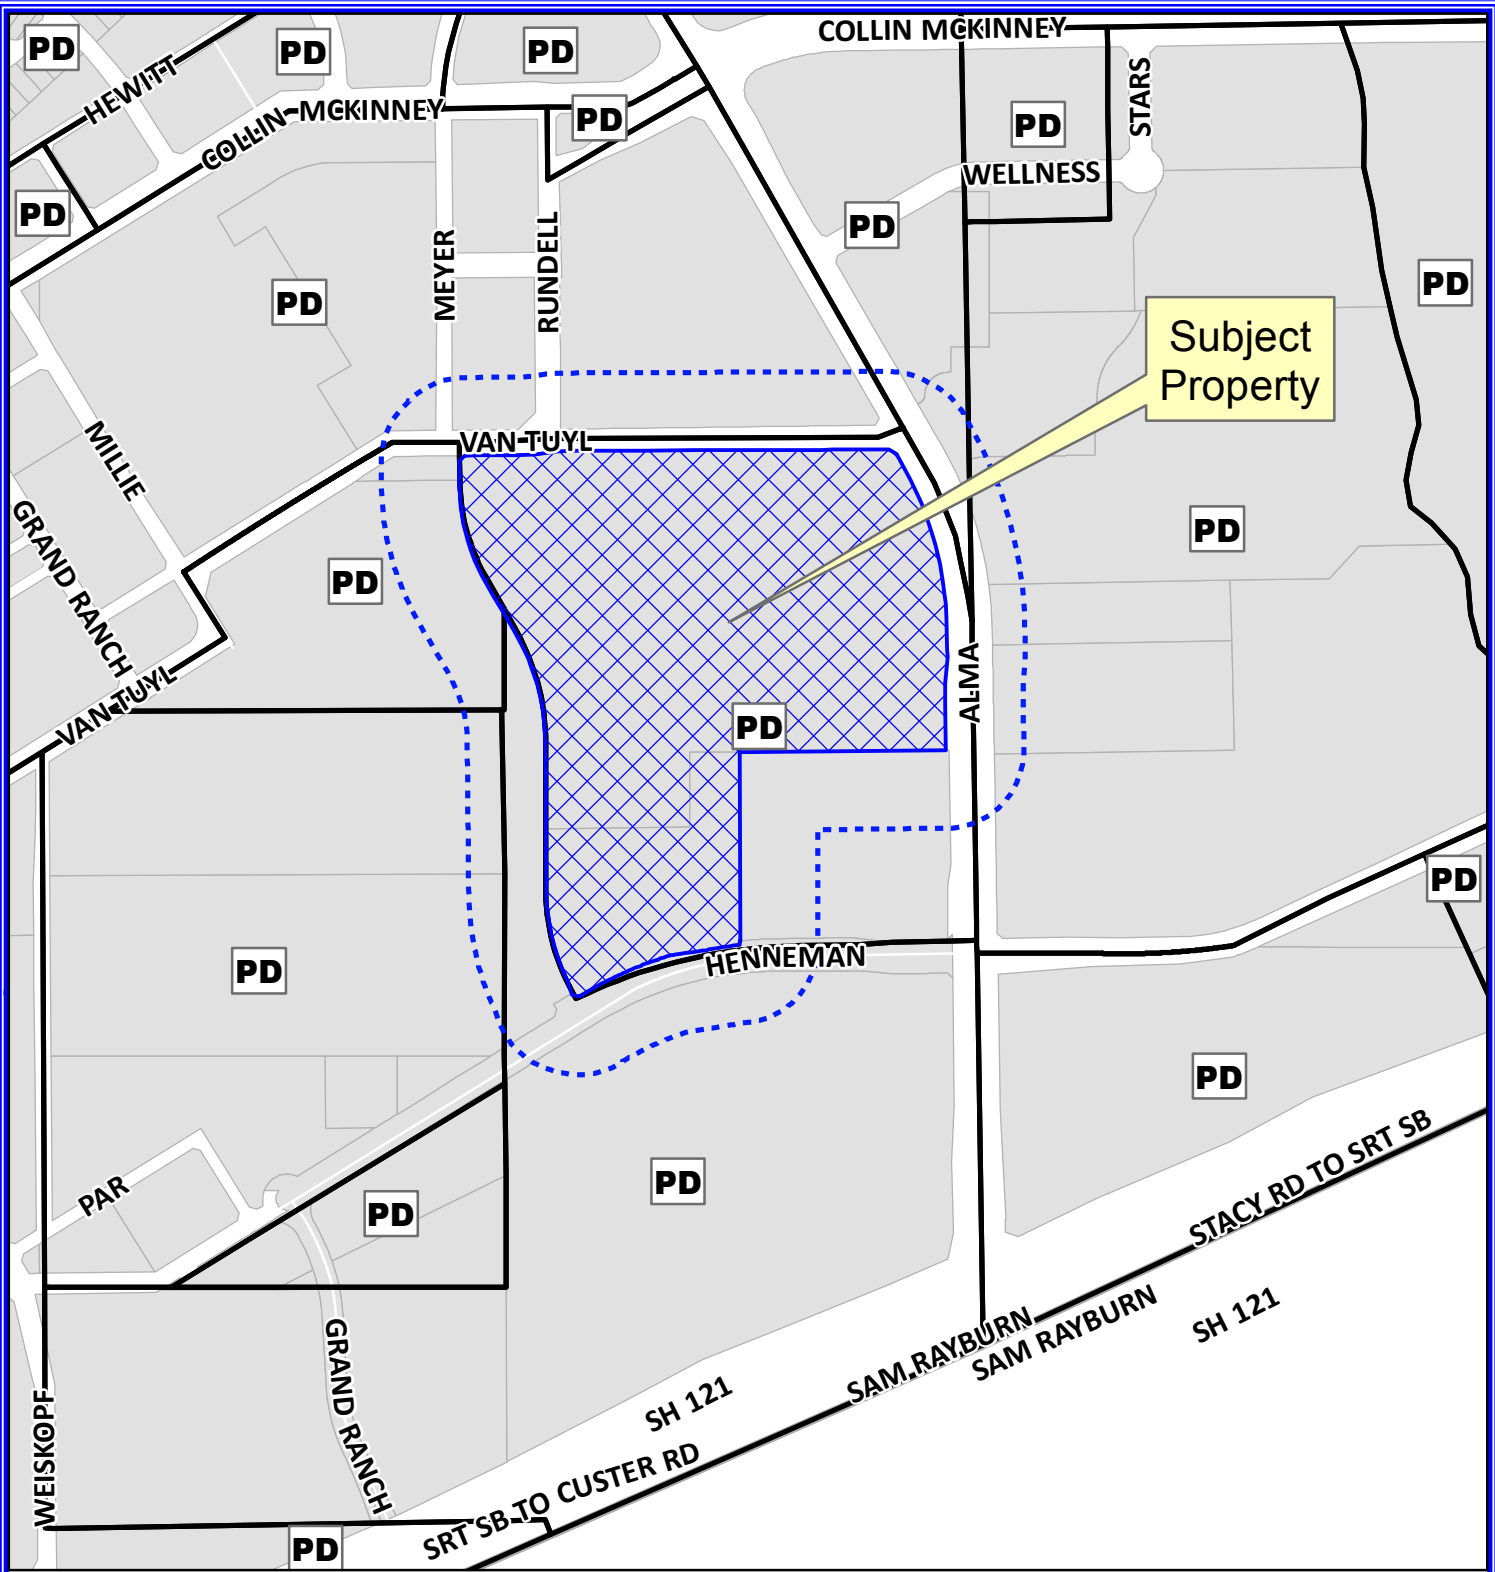 COLLIN MCKINNEY
PD
PD
PD
HEWITT
STARS
COLLIN MCKINNEY
PD
PD
WELLNESS
PD
PD
MEYER
RUNDELL
PD
PD
Subject
Property
VAN TUYL
MILLIE
GRAND RANCH
PD
PD
VAN TUYL
ALMA
PD
PD
HENNEMAN
PD
PD
PAR
PD
PD
STACY RD TO SRT SB
SH 121
SAM RAYBURN
SAM RAYBURN
GRAND RANCH
SH 121
WEISKOPF
SRT SB TO CUSTER RD
PD